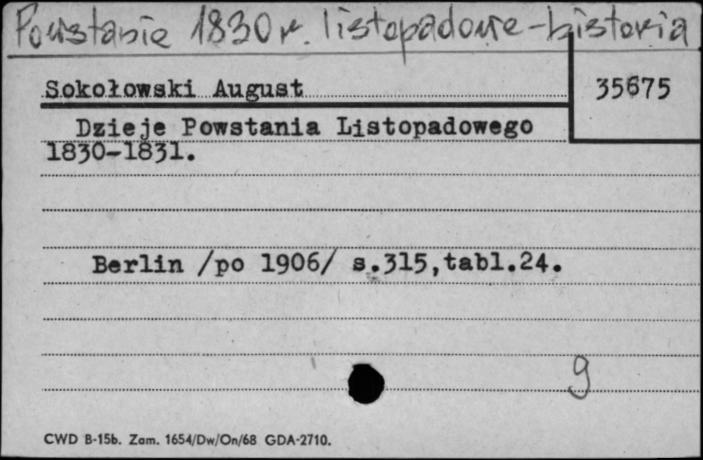 Powstanie 1830 r. listopadowe - historia
Sokołowski August
35675
Dzieje Powstania Listopadowego
1830-1831.
Berlin /po 1906/ s.315,tabl.24.
9
CWD B-15b. Zam. 1654/Dw/On/68 GDA-2710.